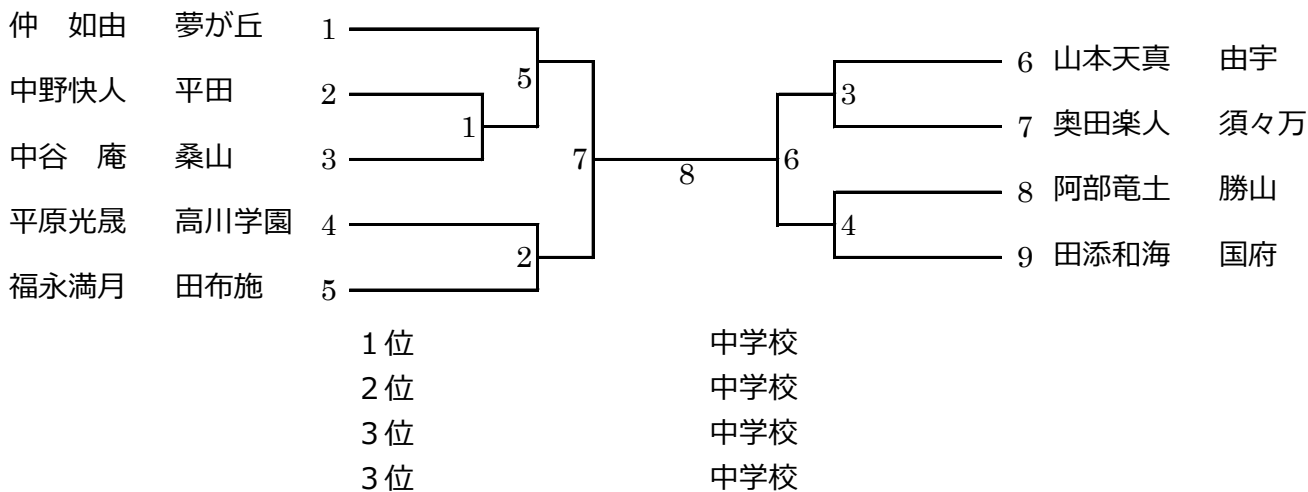 仲　如由　夢が丘　1
中野快人　平田　2
中谷　庵　桑山　3
平原光晟　高川学園　4
福永満月　田布施　5
5
1
2
7
8
6
3
4
6　山本天真　由宇
7　奥田楽人　須々万
8　阿部竜土　勝山
9　田添和海　国府
１位　中学校
２位　中学校
３位　中学校
３位　中学校